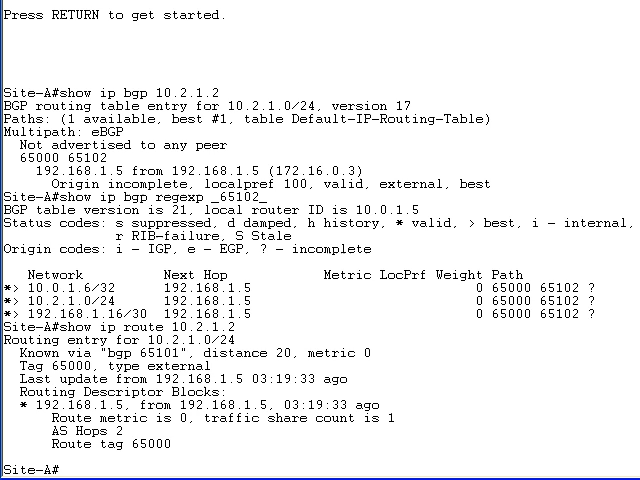 Press RETURN to get started.
Site-A#show ip bgp 10.2.1.2
BGP routing table entry for 10.2.1.0/24, version 17
Paths: (1 available, best #1, table Default-IP-Routing-Table)
Multipath: eBGP
  Not advertised to any peer
  65000 65102
    192.168.1.5 from 192.168.1.5 (172.16.0.3)
      Origin incomplete, localpref 100, valid, external, best
Site-A#show ip bgp regexp _65102_
BGP table version is 21, local router ID is 10.0.1.5
Status codes: s suppressed, d damped, h history, * valid, > best, i - internal,
              r RIB-failure, S Stale
Origin codes: i - IGP, e - EGP, ? - incomplete
   Network          Next Hop            Metric LocPrf Weight Path
*> 10.0.1.6/32      192.168.1.5                            0 65000 65102 ?
*> 10.2.1.0/24      192.168.1.5                            0 65000 65102 ?
*> 192.168.1.16/30  192.168.1.5                            0 65000 65102 ?
Site-A#show ip route 10.2.1.2
Routing entry for 10.2.1.0/24
  Known via "bgp 65101", distance 20, metric 0
  Tag 65000, type external
  Last update from 192.168.1.5 03:19:33 ago
  Routing Descriptor Blocks:
  * 192.168.1.5, from 192.168.1.5, 03:19:33 ago
      Route metric is 0, traffic share count is 1
      AS Hops 2
      Route tag 65000
Site-A#